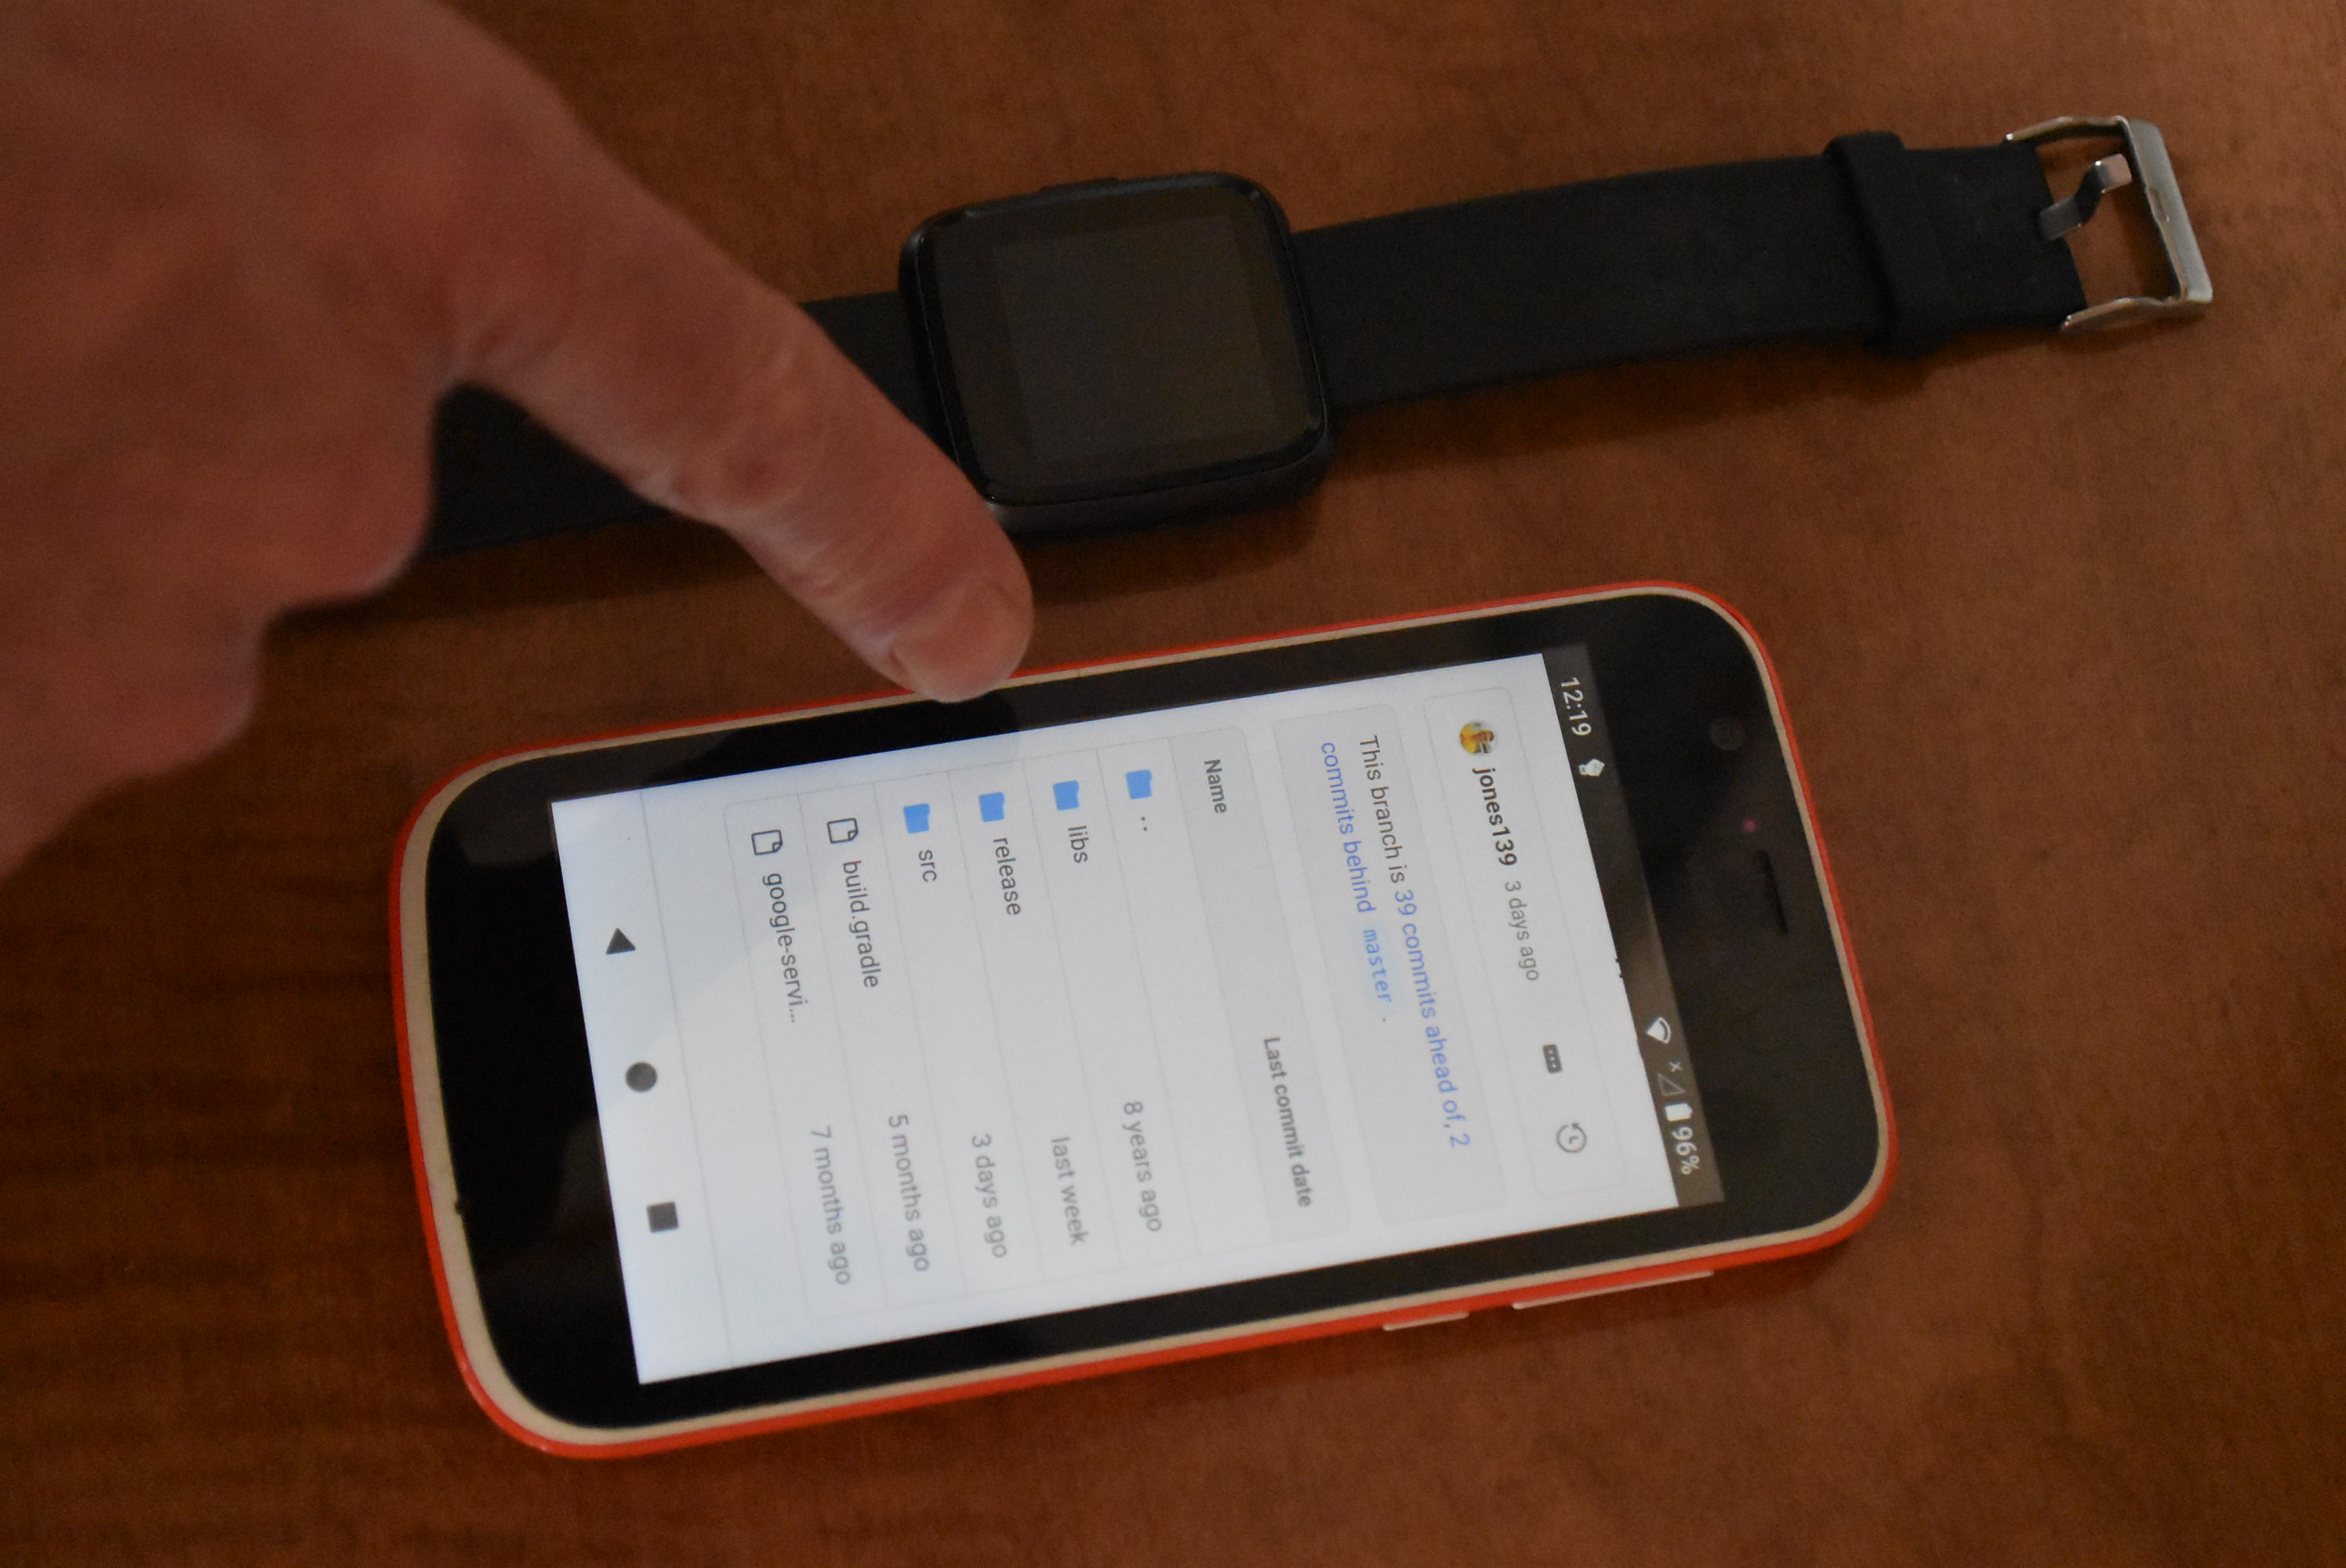 12:19 x 96%
jones139 3 days ago
This branch is 39 commits ahead of, 2
commits behind master .
Name Last commit date
..
libs 8 years ago
release last week
src 3 days ago
build.gradle 5 months ago
google-servi... 7 months ago